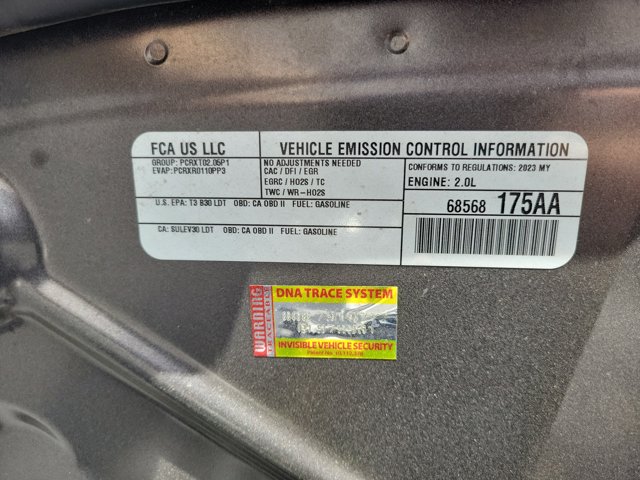 FCA US LLC
GROUP: PCRXT02.05P1
EVAP: PCRXR0110PP3
U.S. EPA: T3 B30 LDT OBD: CA OBD II FUEL: GASOLINE
CA: SULEV30 LDT OBD: CA OBD II FUEL: GASOLINE
VEHICLE EMISSION CONTROL INFORMATION
NO ADJUSTMENTS NEEDED
CAC / DFI / EGR
EGRC / HO2S / TC
TWC / WR-HO2S
CONFORMS TO REGULATIONS: 2023 MY
ENGINE: 2.0L
68568 175AA
WARNING
TRACEABLE
DNA TRACE SYSTEM
INVISIBLE VEHICLE SECURITY
Patent No.